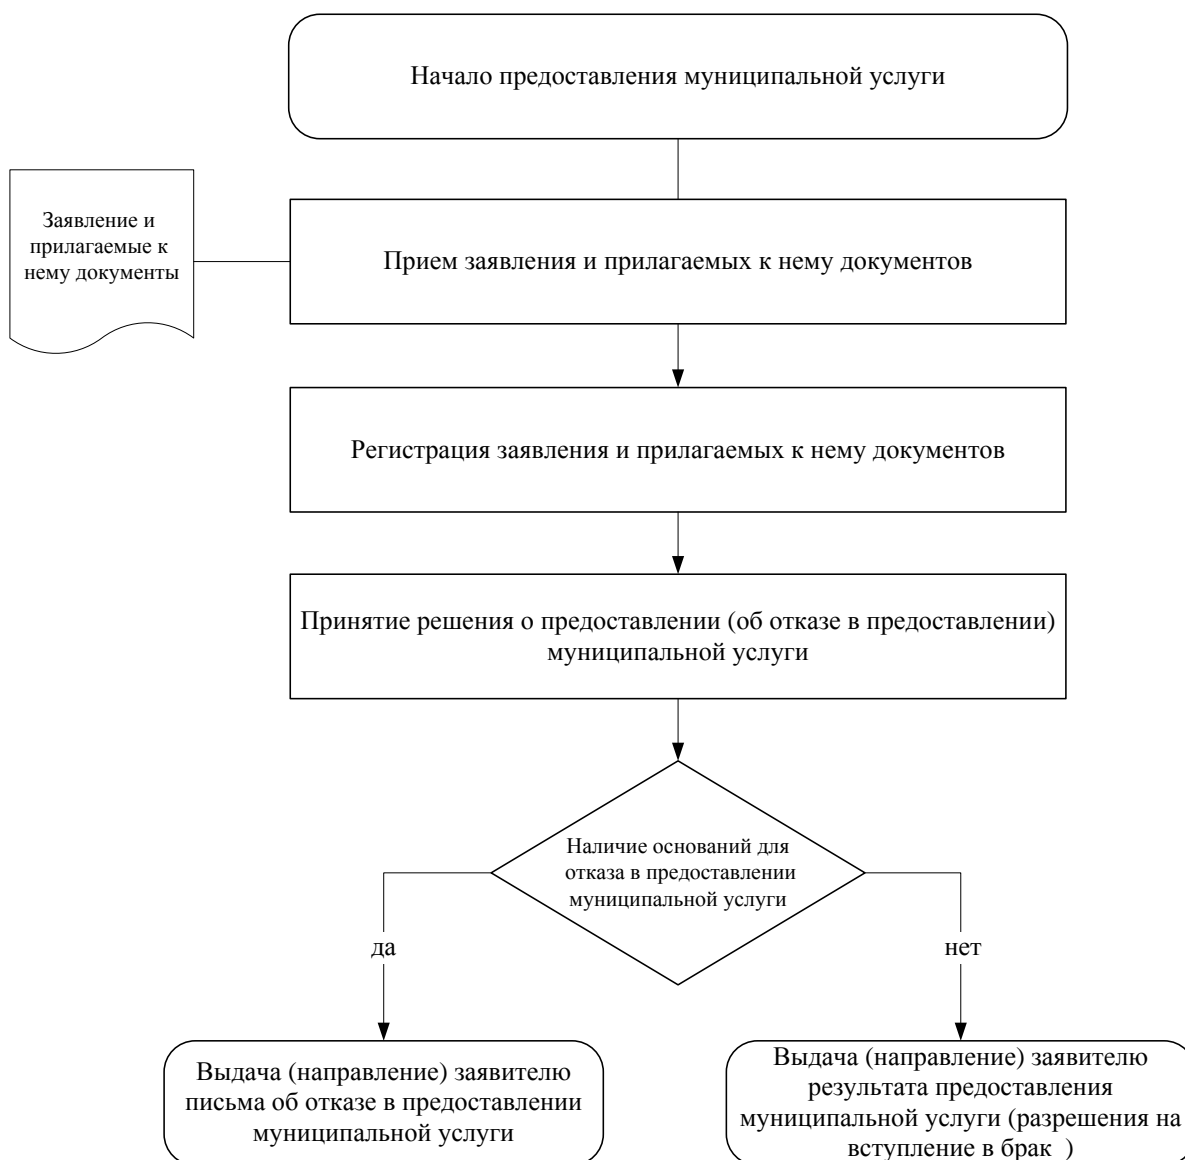 Начало предоставления муниципальной услуги
Заявление и
прилагаемые к
нему документы
Прием заявления и прилагаемых к нему документов
Регистрация заявления и прилагаемых к нему документов
Принятие решения о предоставлении (об отказе в предоставлении)
муниципальной услуги
Наличие оснований для
отказа в предоставлении
муниципальной услуги
да
нет
Выдача (направление) заявителю
письма об отказе в предоставлении
муниципальной услуги
Выдача (направление) заявителю
результата предоставления
муниципальной услуги (разрешения на
вступление в брак )